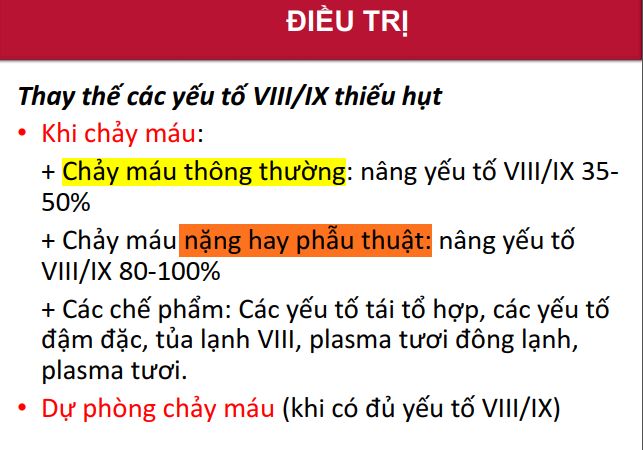 ĐIỀU TRỊ
Thay thế các yếu tố VIII/IX thiếu hụt
• Khi chảy máu:
+ Chảy máu thông thường: nâng yếu tố VIII/IX 35-
50%
+ Chảy máu nặng hay phẫu thuật: nâng yếu tố
VIII/IX 80-100%
+ Các chế phẩm: Các yếu tố tái tổ hợp, các yếu tố
đậm đặc, tủa lạnh VIII, plasma tươi đông lạnh,
plasma tươi.
• Dự phòng chảy máu (khi có đủ yếu tố VIII/IX)